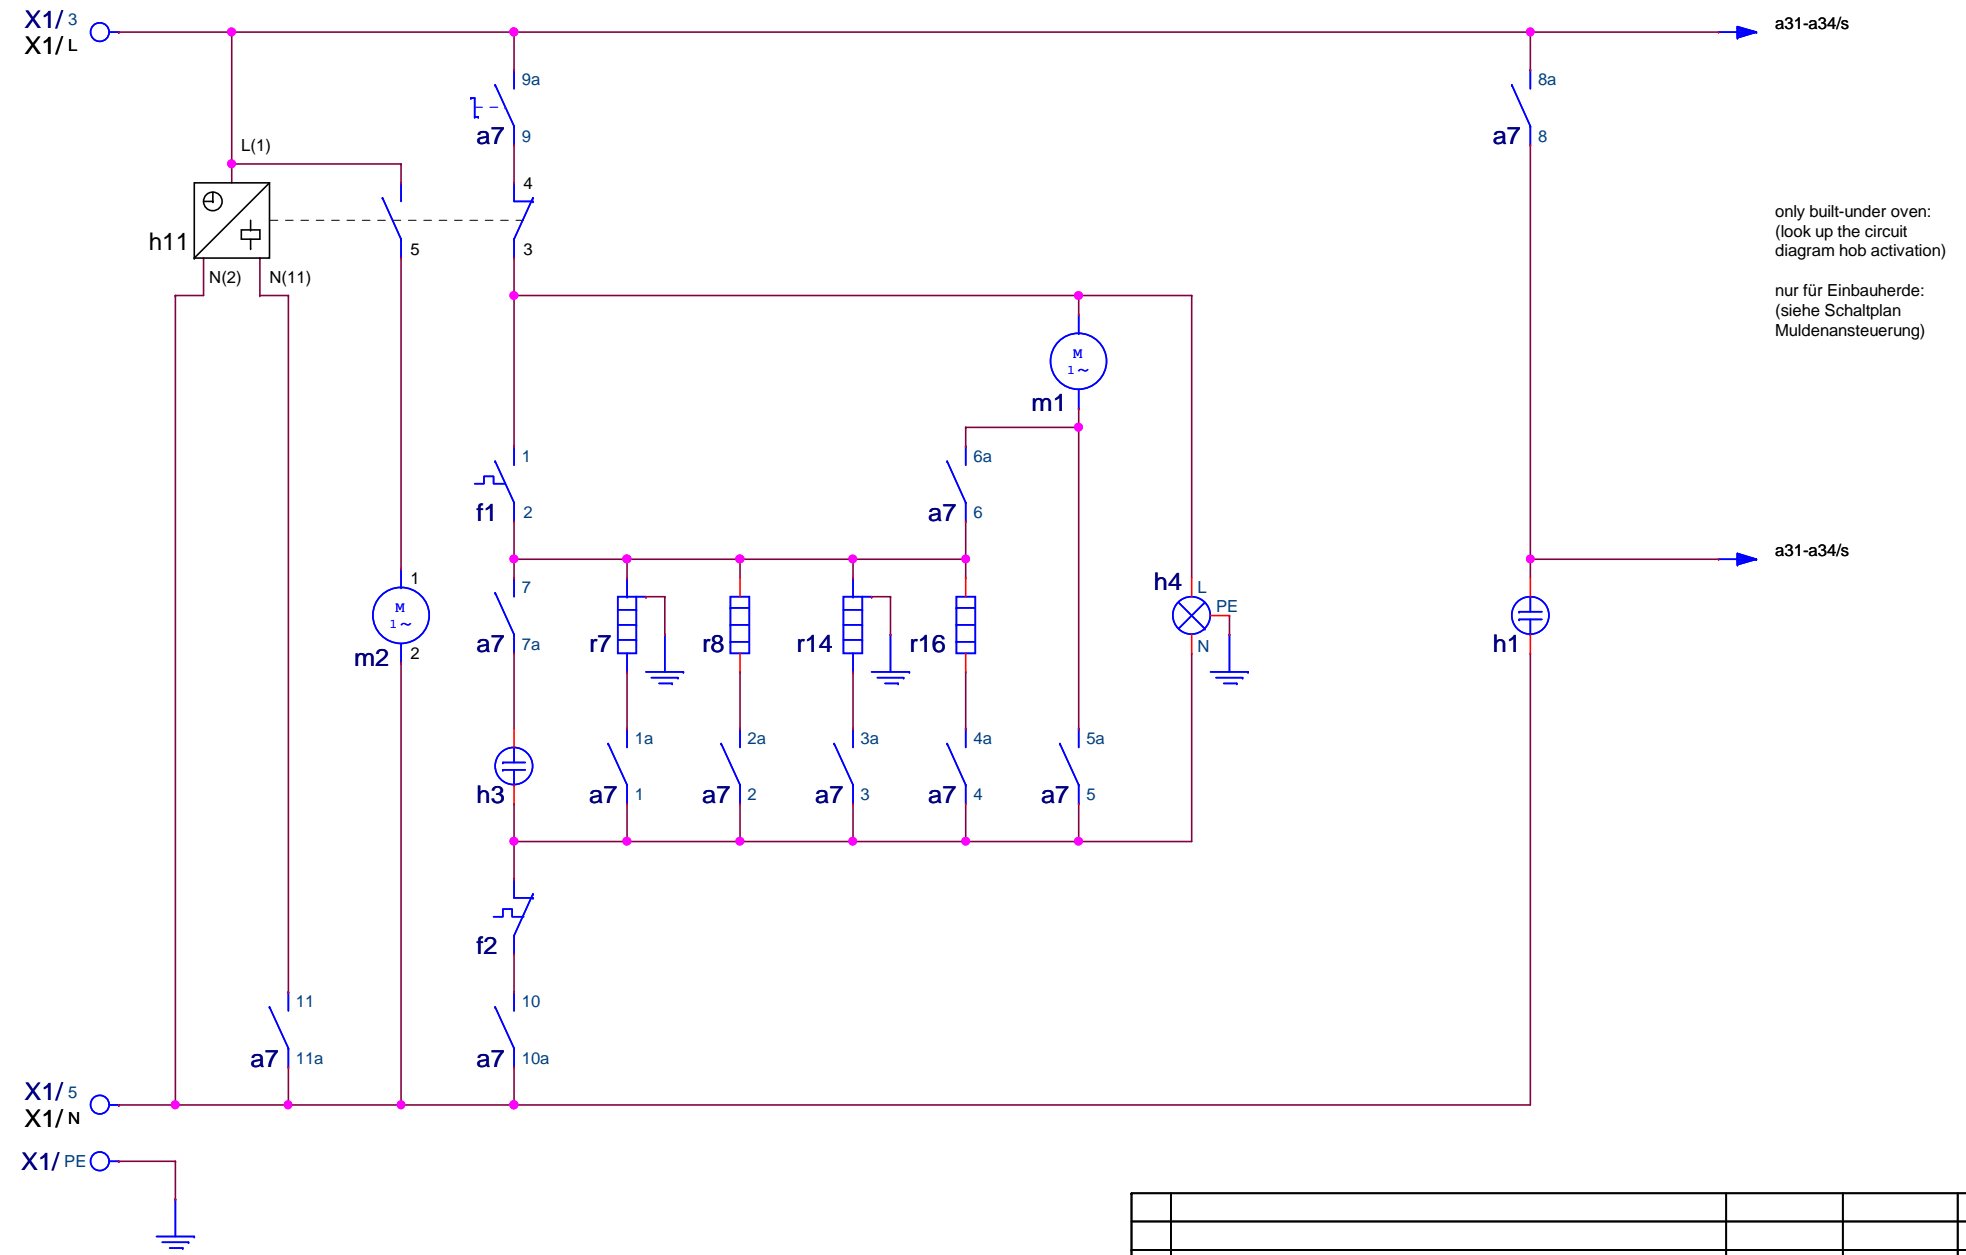 X1/ 3
X1/ L
a31-a34/s
9a
a7 9
8a
a7 8
L(1)
4
h11
5
3
N(2) N(11)
only built-under oven:
(look up the circuit
diagram hob activation)
nur für Einbauherde:
(siehe Schaltplan
Muldenansteuerung)
M
1~
m1
1
f1 2
6a
a7 6
a31-a34/s
1
M
1~
m2 2
7
a7 7a
r7
r8
r14
r16
h4 L
PE
N
h1
h3
1a
a7 1
2a
a7 2
3a
a7 3
4a
a7 4
5a
a7 5
f2
11
a7 11a
10
a7 10a
X1/ 5
X1/ N
X1/ PE